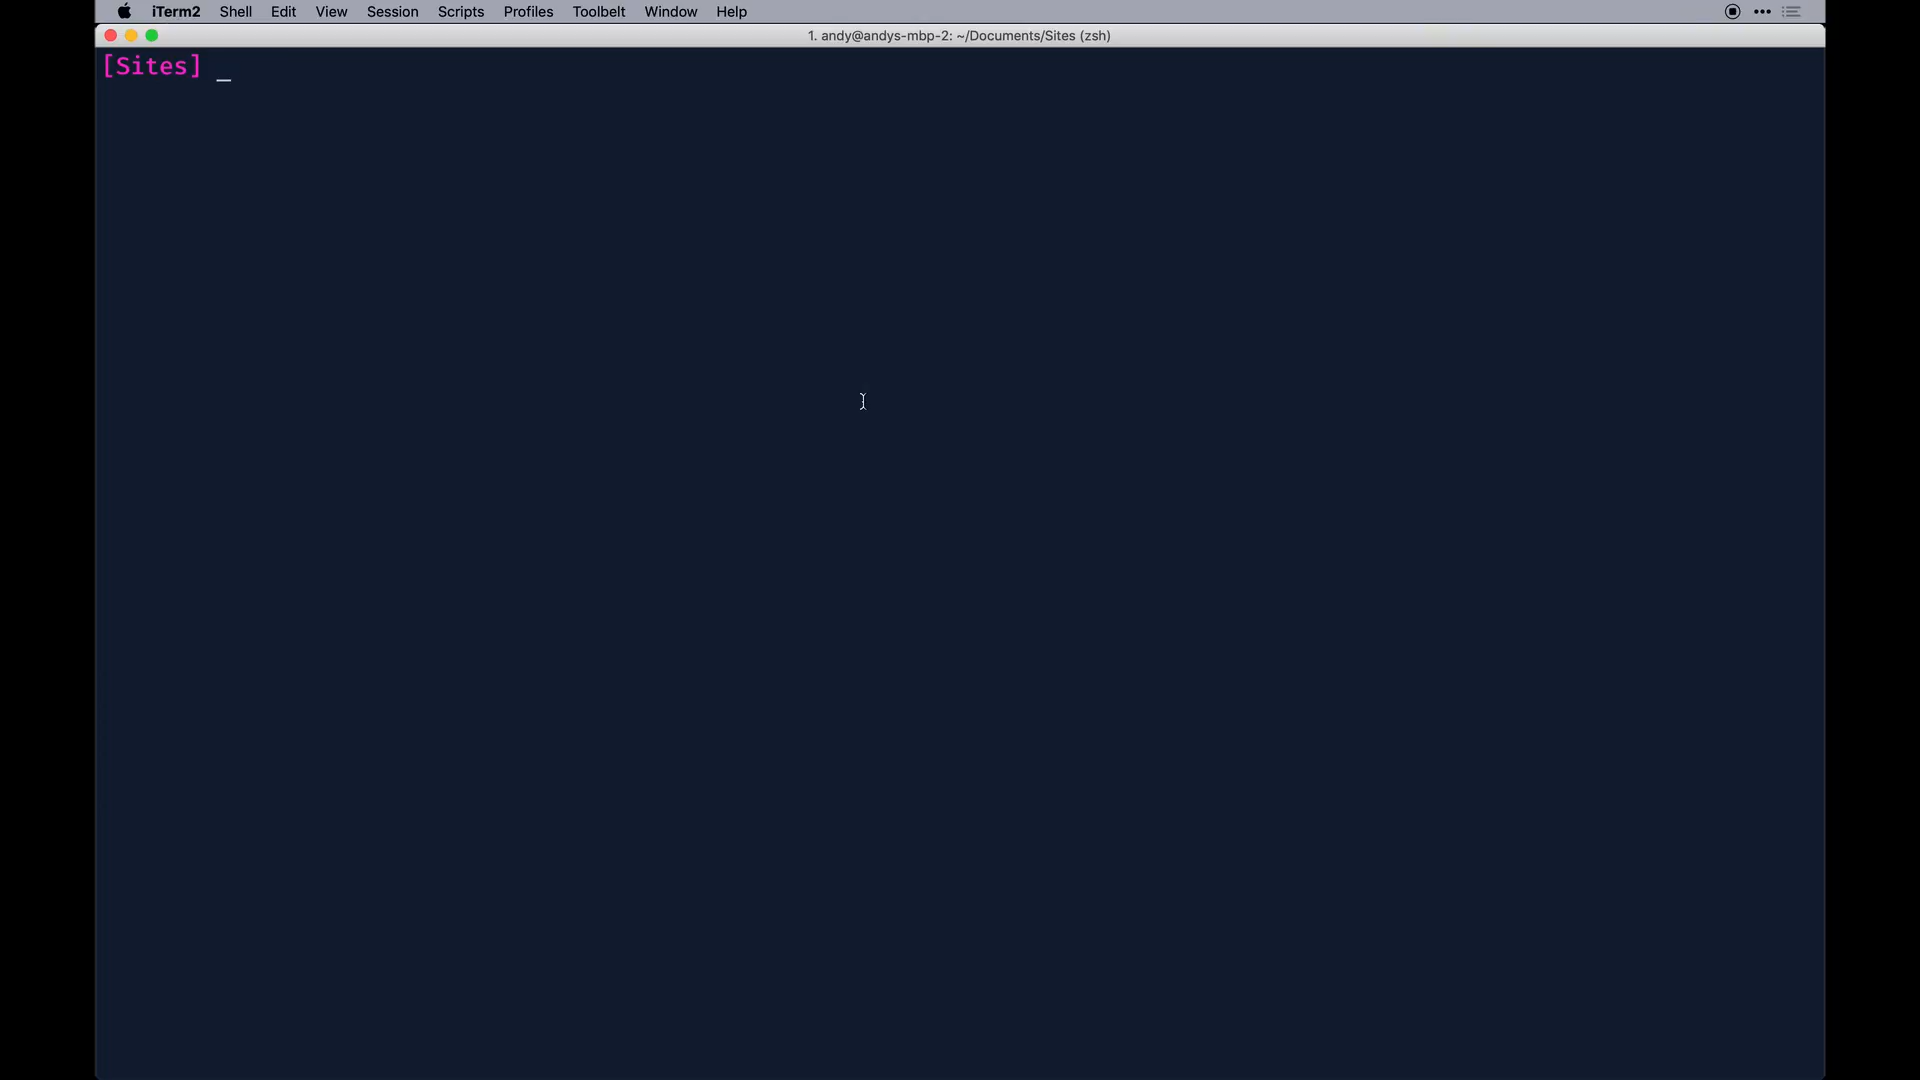 iTerm2 Shell Edit View Session Scripts Profiles Toolbelt Window Help
1. andy@andys-mbp-2: ~/Documents/Sites (zsh)
[Sites] _